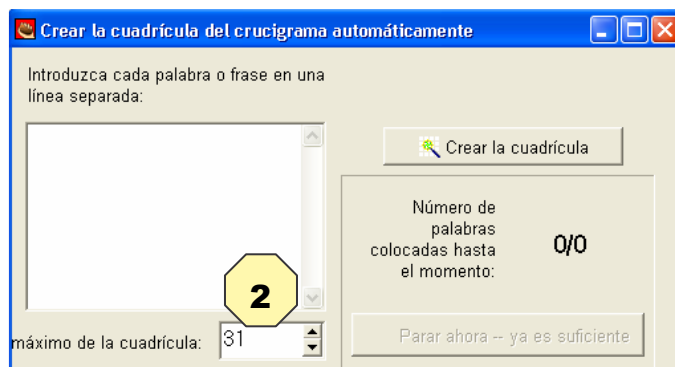 Crear la cuadrícula del crucigrama automáticamente
Introduzca cada palabra o frase en una
línea separada:
Crear la cuadrícula
Número de
palabras
colocadas hasta
el momento:
0/0
2
máximo de la cuadrícula:
31
Parar ahora -- ya es suficiente